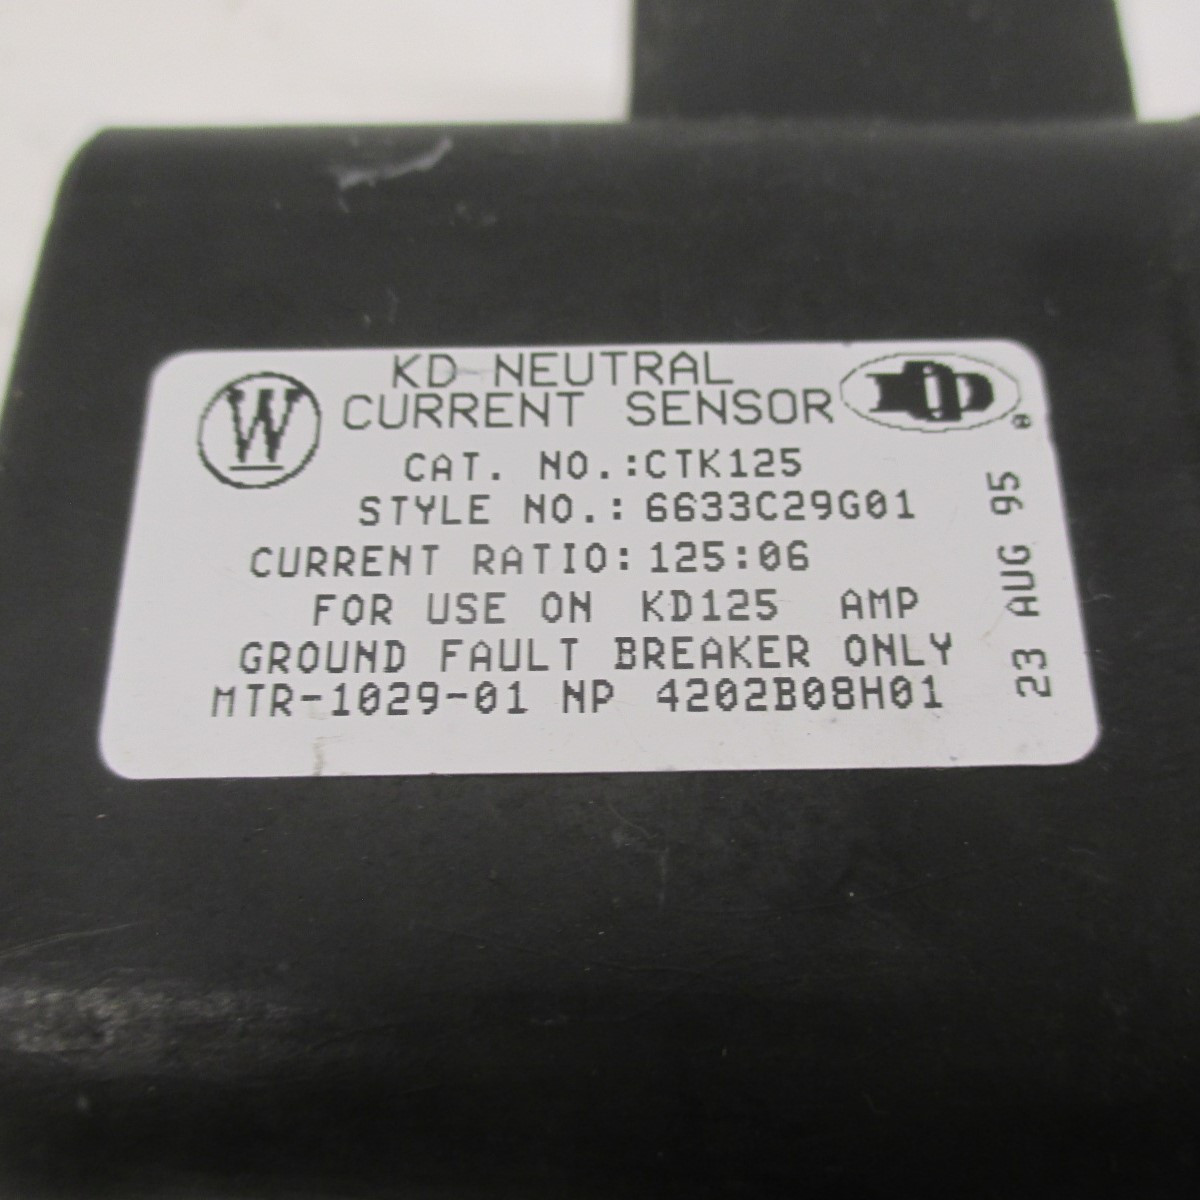 W
KD NEUTRAL
CURRENT SENSOR
®
CAT. NO.:CTK125
STYLE NO.: 6633C29G01
CURRENT RATIO: 125:06
FOR USE ON KD125 AMP
GROUND FAULT BREAKER ONLY
MTR-1029-01 NP 4202B08H01
23 AUG 95